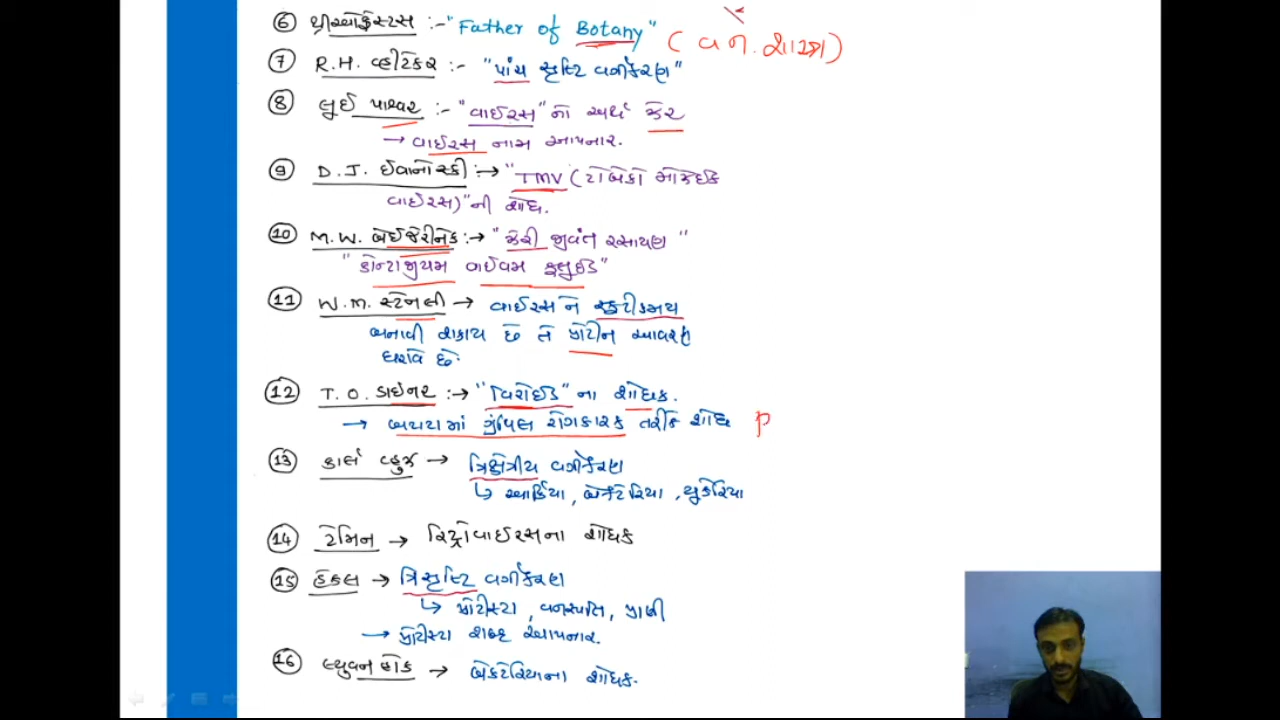 ⑥ થીઓફ્રેસ્ટસ :- "Father of Botany" (વન. શાસ્ત્ર)
⑦ R.H. વ્હીટેકર :- "પાંચ સૃષ્ટિ વર્ગીકરણ"
⑧ લૂઈ પાશ્ચર :- "વાઈરસ" નો અર્થ ઝેર
→ વાઈરસ નામ આપનાર.
⑨ D.J. ઈવાનોસ્કી :→ "TMV (ટોબેકો મોઝેઈક
વાઈરસ)" ની શોધ.
⑩ M.W. બેઈજેરીનેક :→ "ઝેરી જીવંત રસાયણ"
"કોન્ટાજીયમ વાઈવમ ફ્લુઈડ"
⑪ W.M. સ્ટેનલી → વાઈરસ ને સ્ફટીકમય
બનાવી શકાય છે તે પ્રોટીન આવરણ
ધરાવે છે.
⑫ T.O. ડાઈનર :→ "વિરોઈડ" ના શોધક.
→ બટાટામાં ગુંફિલ રોગકારક તરીકે શોધ P
⑬ કાર્લ વ્હુઝ → ત્રિક્ષેત્રીય વર્ગીકરણ
↳ આર્કિયા, બેક્ટેરિયા, યુકેરિયા
⑭ ટેમિન → રિટ્રોવાઈરસના શોધક
⑮ હેકલ → ત્રિસૃષ્ટિ વર્ગીકરણ
↳ પ્રોટીસ્ટા, વનસ્પતિ, પ્રાણી
→ પ્રોટીસ્ટા શબ્દ આપનાર.
⑯ લ્યુવન હોક → બેક્ટેરિયાના શોધક.